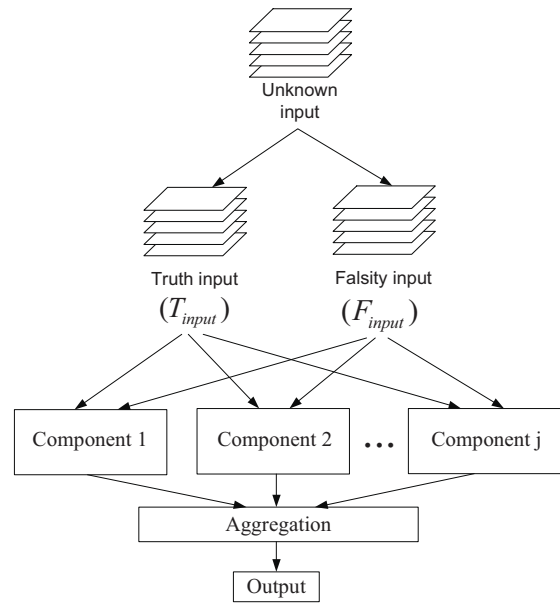 Unknown
input
Truth input
Falsity input
(T_input)
(F_input)
Component 1
Component 2
...
Component j
Aggregation
Output